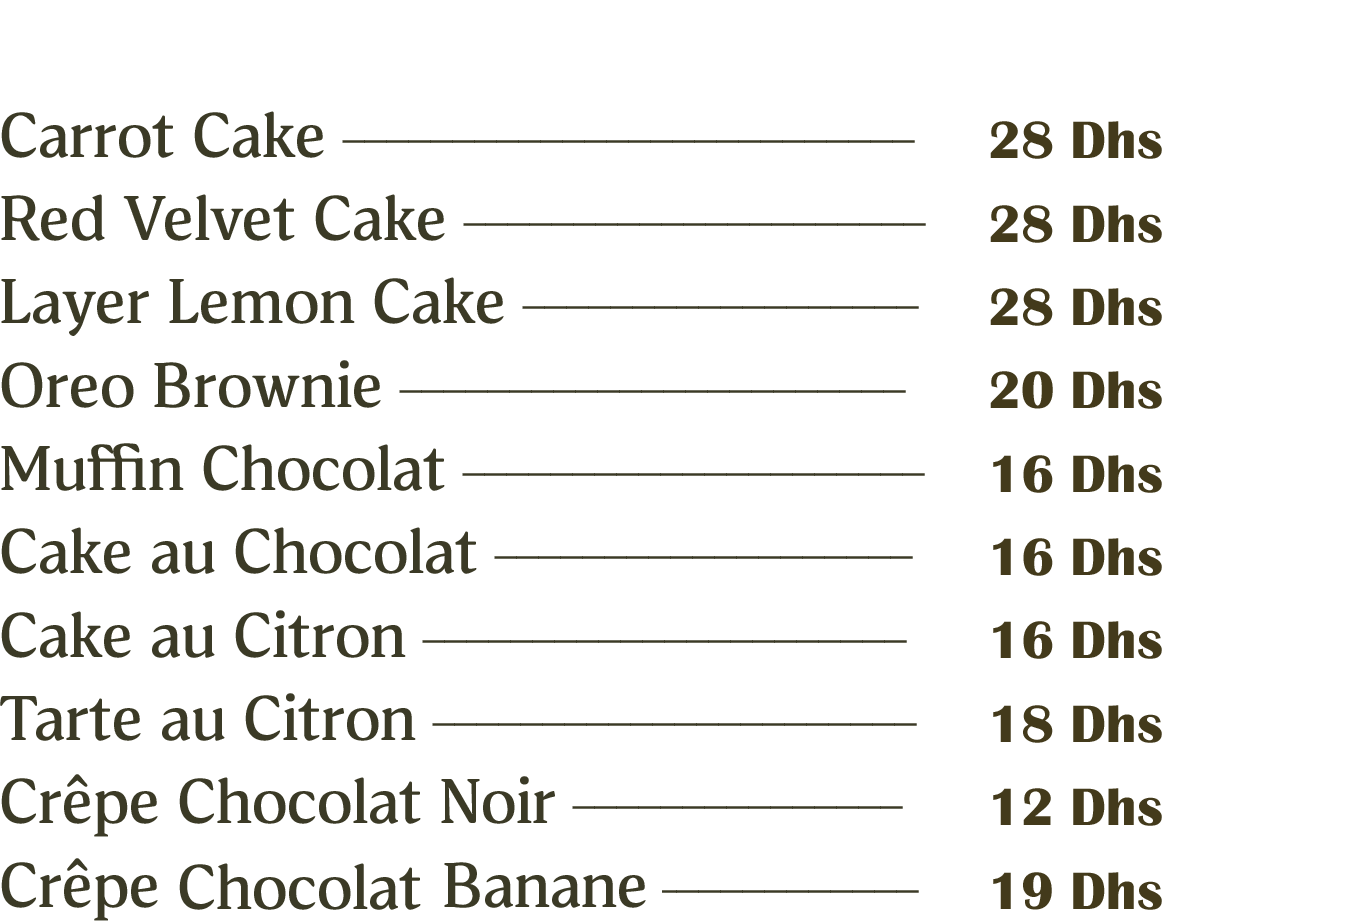 Carrot Cake 28 Dhs
Red Velvet Cake 28 Dhs
Layer Lemon Cake 28 Dhs
Oreo Brownie 20 Dhs
Muffin Chocolat 16 Dhs
Cake au Chocolat 16 Dhs
Cake au Citron 16 Dhs
Tarte au Citron 18 Dhs
Crêpe Chocolat Noir 12 Dhs
Crêpe Chocolat Banane 19 Dhs